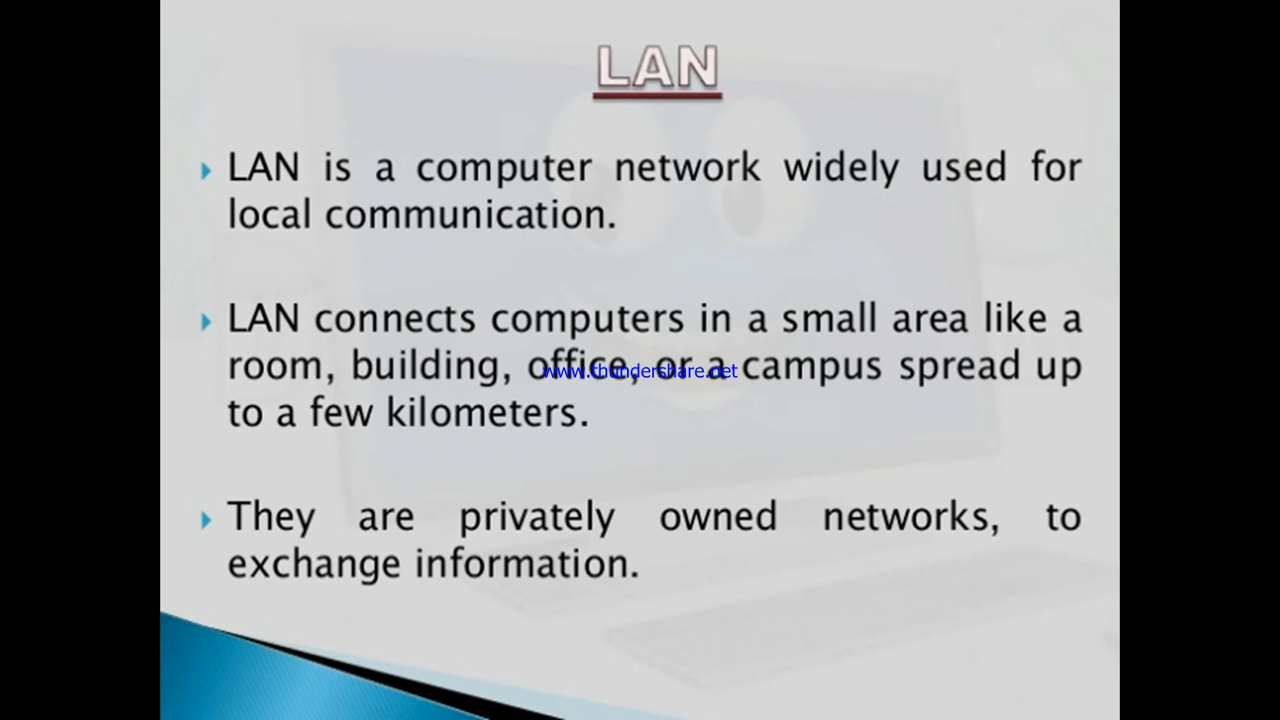 LAN
LAN is a computer network widely used for
local communication.
LAN connects computers in a small area like a
room, building, office, or a campus spread up
www.thundershare.net
to a few kilometers.
They are privately owned networks, to
exchange information.